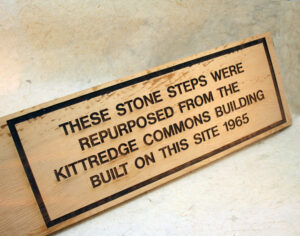 THESE STONE STEPS WERE
REPURPOSED FROM THE
KITTREDGE COMMONS BUILDING
BUILT ON THIS SITE 1965